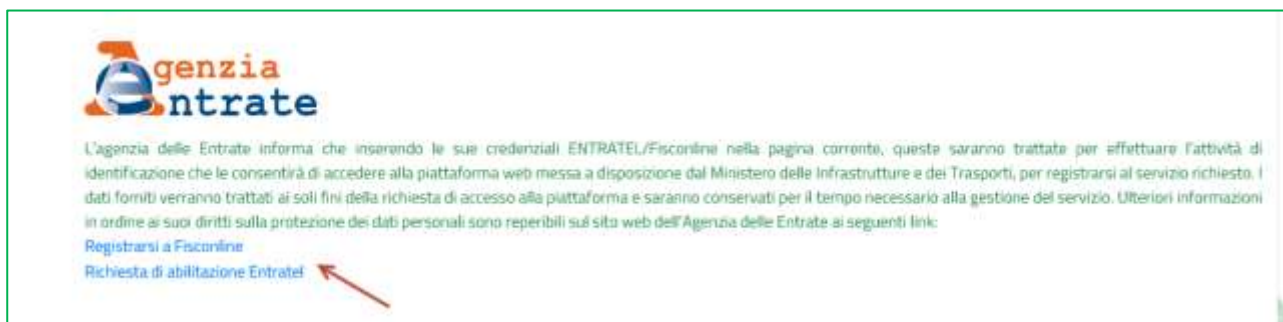 Agenzia
Entrate
L'agenzia delle Entrate informa che inserendo le sue credenziali ENTRATEL/Fisconline nella pagina corrente, queste saranno trattate per effettuare l'attività di
identificazione che le consentirà di accedere alla piattaforma web messa a disposizione dal Ministero delle Infrastrutture e dei Trasporti, per registrarsi al servizio richiesto. I
dati forniti verranno trattati ai soli fini della richiesta di accesso alla piattaforma e saranno conservati per il tempo necessario alla gestione del servizio. Ulteriori informazioni
in ordine ai suoi diritti sulla protezione dei dati personali sono reperibili sul sito web dell'Agenzia delle Entrate ai seguenti link:
Registrarsi a Fisconline
Richiesta di abilitazione Entratel